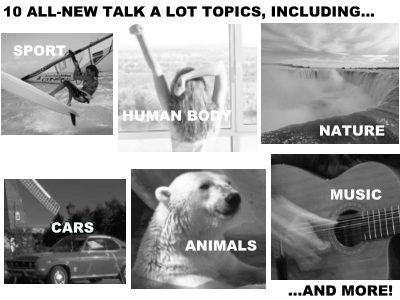 10 ALL-NEW TALK A LOT TOPICS, INCLUDING...
SPORT
HUMAN BODY
NATURE
CARS
ANIMALS
MUSIC
...AND MORE!